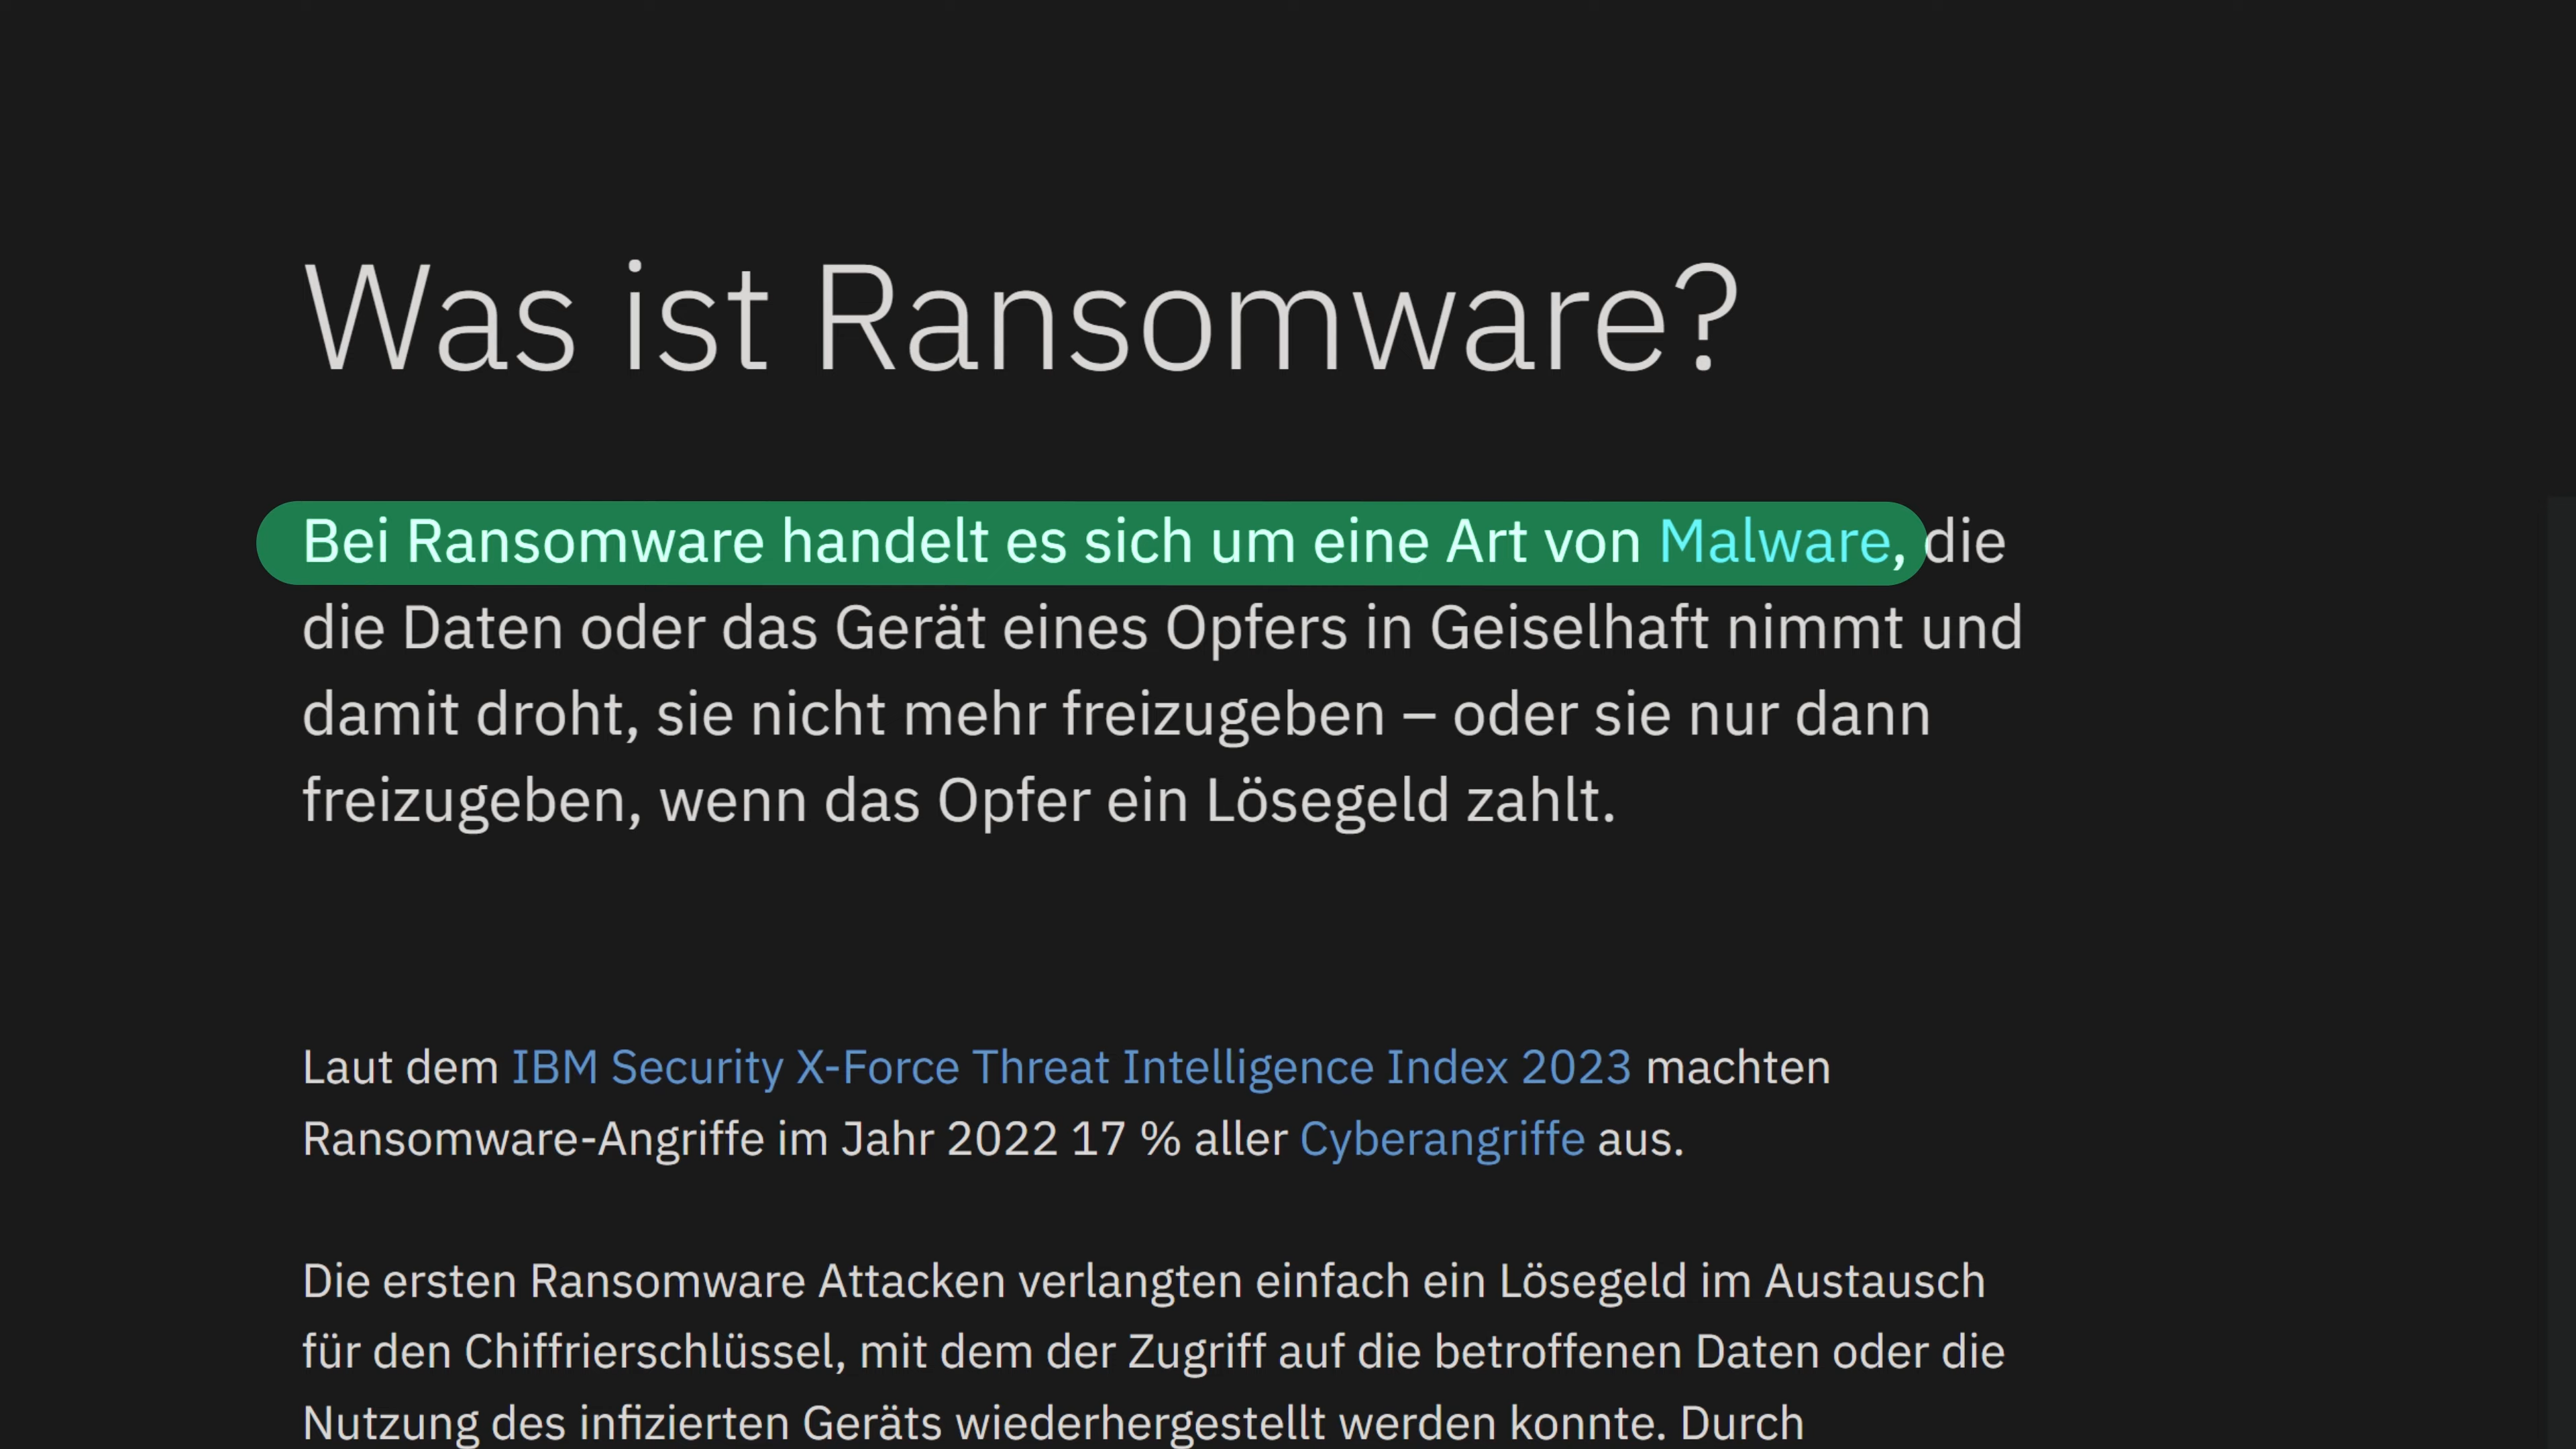 Was ist Ransomware?
Bei Ransomware handelt es sich um eine Art von Malware, die
die Daten oder das Gerät eines Opfers in Geiselhaft nimmt und
damit droht, sie nicht mehr freizugeben – oder sie nur dann
freizugeben, wenn das Opfer ein Lösegeld zahlt.
Laut dem IBM Security X-Force Threat Intelligence Index 2023 machten
Ransomware-Angriffe im Jahr 2022 17 % aller Cyberangriffe aus.
Die ersten Ransomware Attacken verlangten einfach ein Lösegeld im Austausch
für den Chiffrierschlüssel, mit dem der Zugriff auf die betroffenen Daten oder die
Nutzung des infizierten Geräts wiederhergestellt werden konnte. Durch